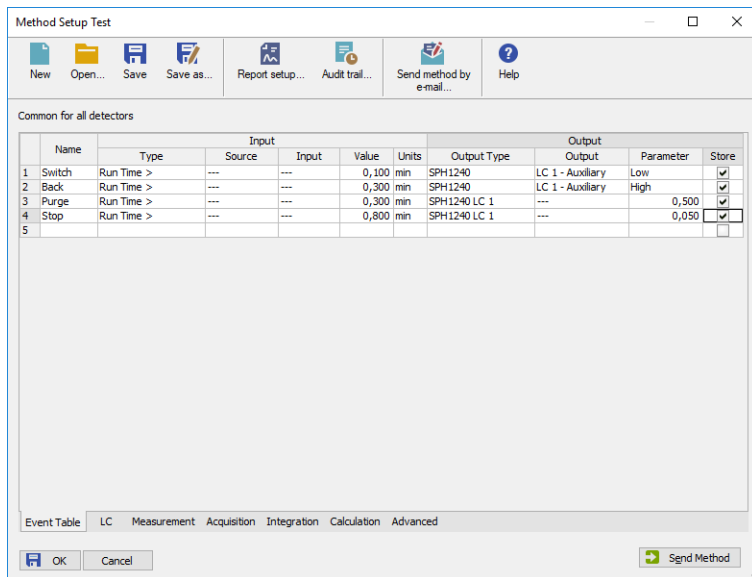 Method Setup Test
New Open... Save Save as... Report setup... Audit trail... Send method by e-mail... Help
Common for all detectors
Name Input Output
Type Source Input Value Units Output Type Output Parameter Store
1 Switch Run Time > --- --- 0,100 min SPH1240 LC 1 - Auxiliary Low
2 Back Run Time > --- --- 0,300 min SPH1240 LC 1 - Auxiliary High
3 Purge Run Time > --- --- 0,300 min SPH1240 LC 1 --- 0,500
4 Stop Run Time > --- --- 0,800 min SPH1240 LC 1 --- 0,050
5
Event Table LC Measurement Acquisition Integration Calculation Advanced
OK Cancel Send Method